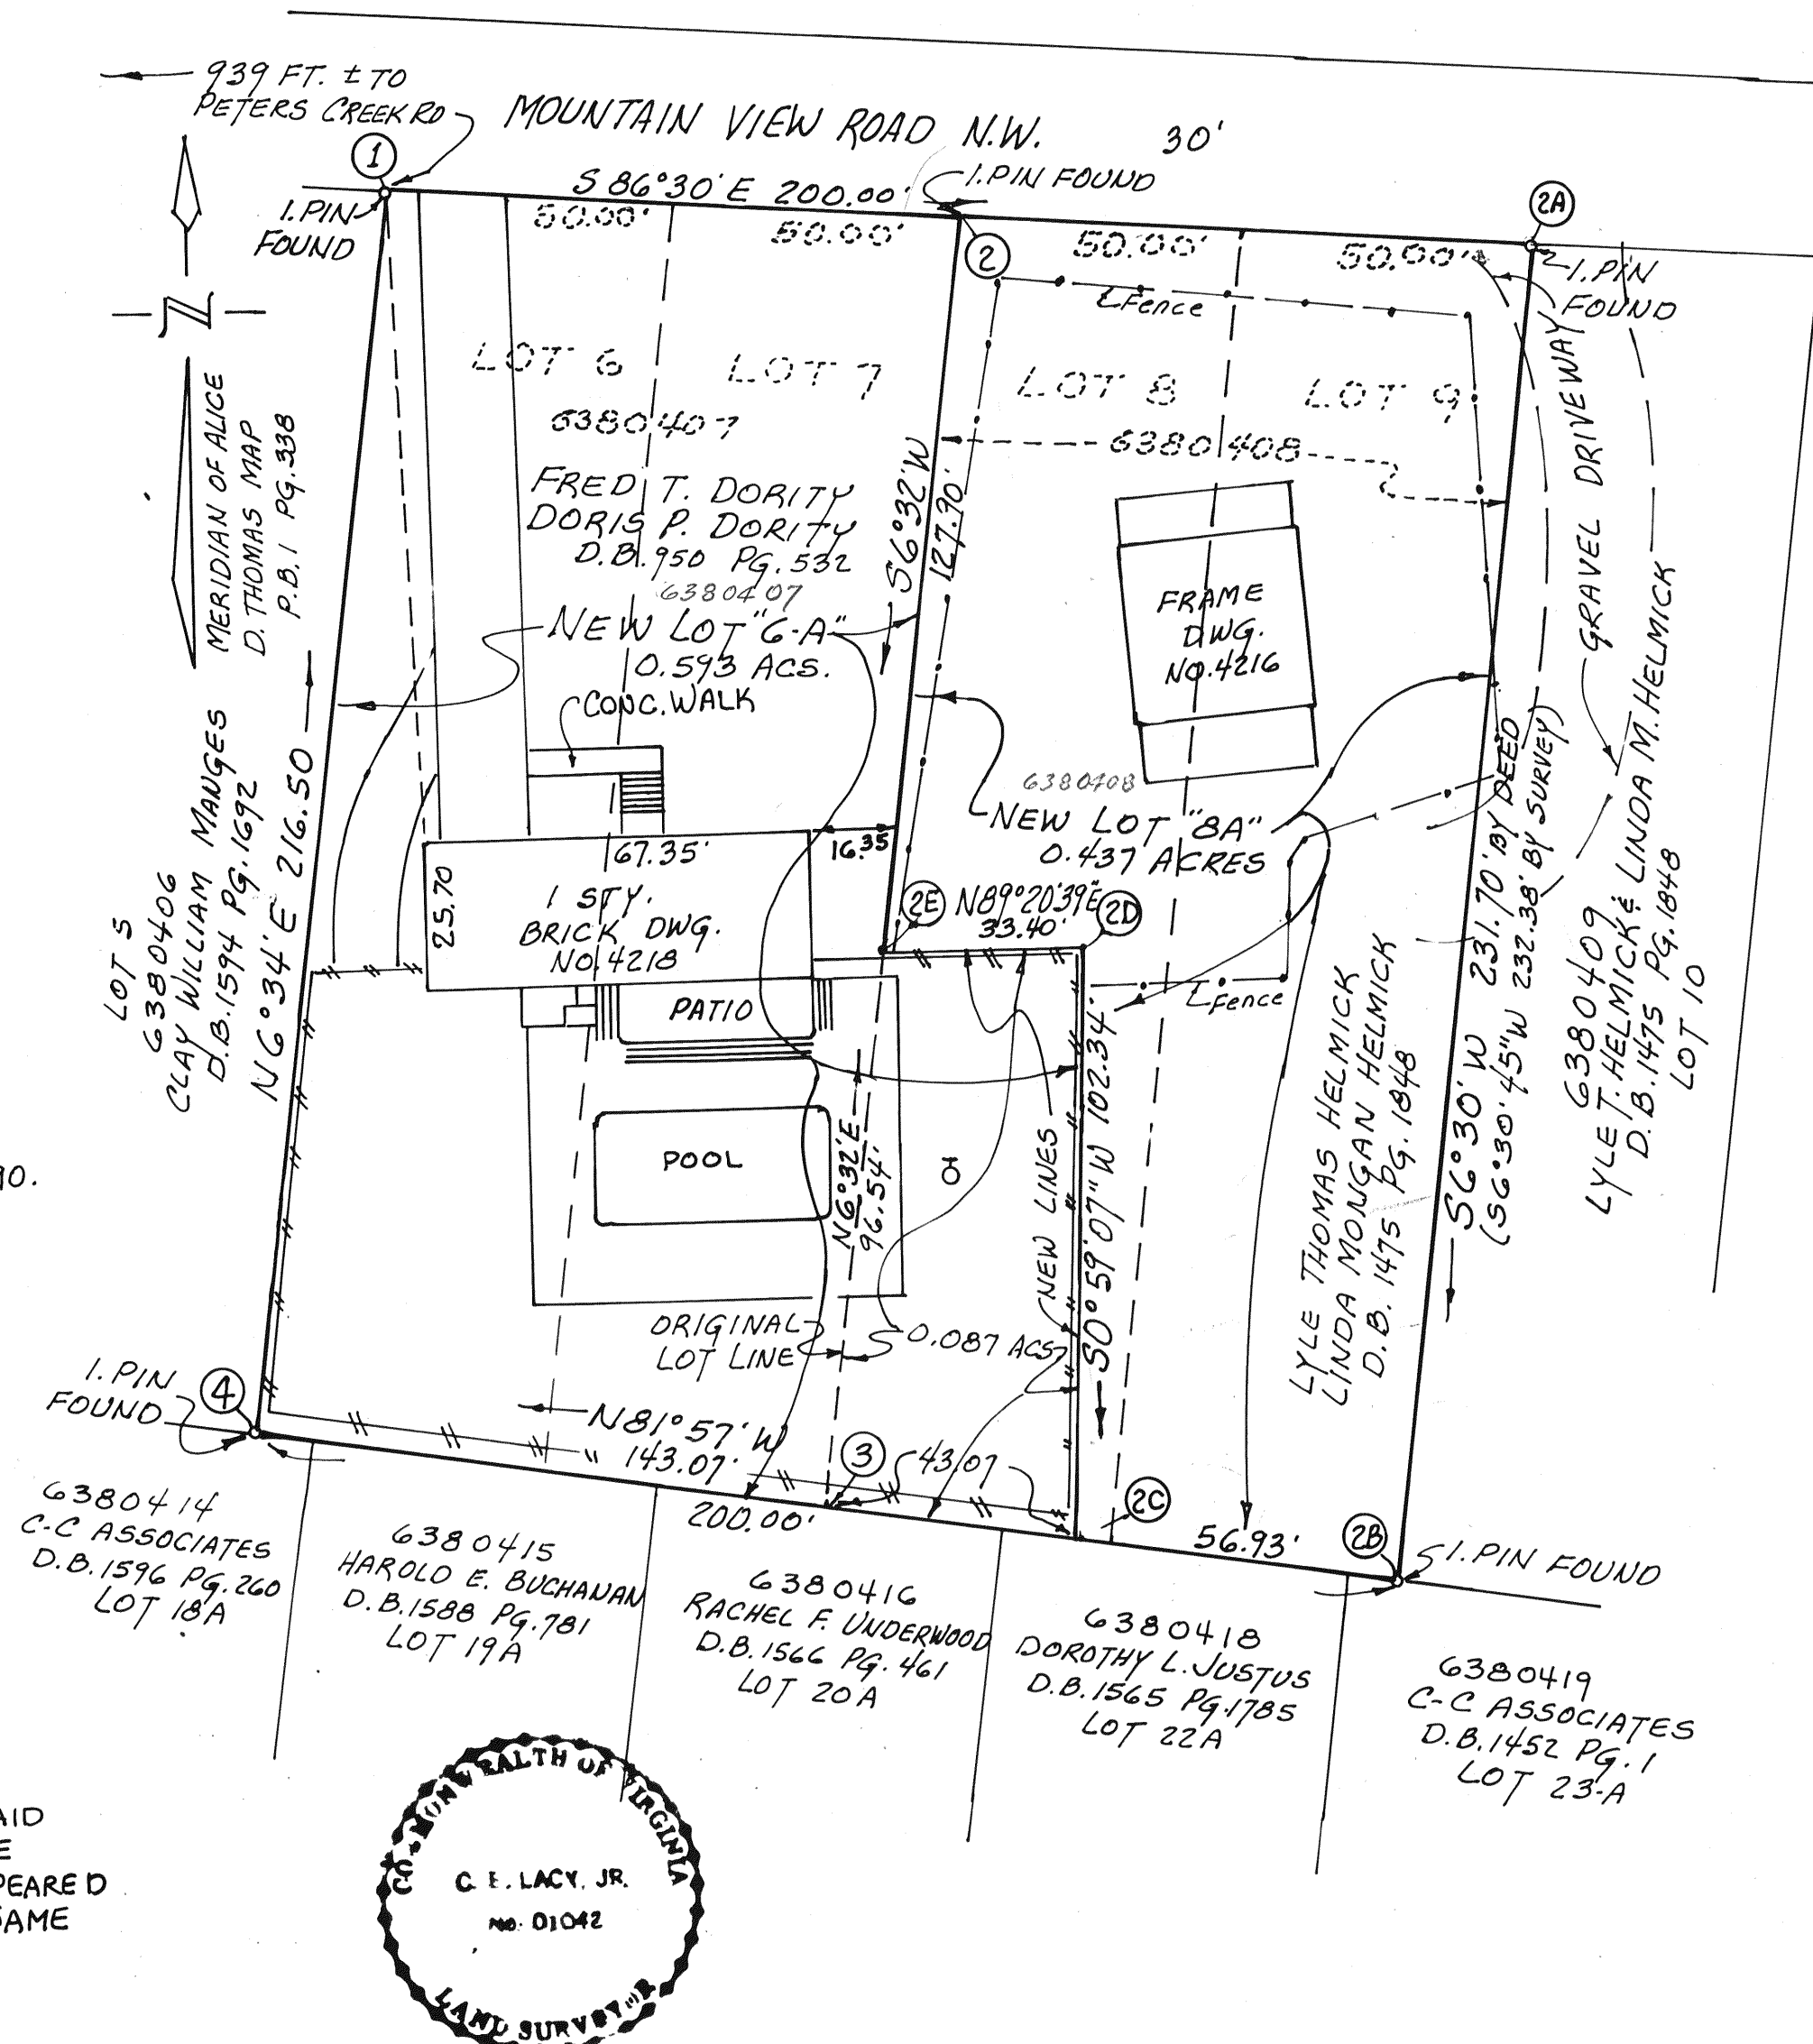 939 FT. ± TO
PETERS CREEK RD
MOUNTAIN VIEW ROAD N.W.
30'
1
I.PIN
FOUND
S 86°30' E 200.00'
I.PIN FOUND
2
2A
I.PIN
FOUND
50.00'
50.00'
50.00'
50.00'
Fence
N
MERIDIAN OF ALICE
D. THOMAS MAP
P.B.1 PG.338
LOT 6
LOT 7
LOT 8
LOT 9
6380407
6380408
FRED T. DORITY
DORIS P. DORITY
D.B. 950 PG. 532
6380407
NEW LOT "6-A"
0.593 ACS.
CONC. WALK
S6°32'W
127.90'
FRAME
DWG.
NO.4216
GRAVEL DRIVEWAY
6380408
NEW LOT "8A"
0.437 ACRES
LOT 5
6380406
CLAY WILLIAM MANGES
D.B. 1594 PG. 1692
N6°34'E 216.50
67.35'
16.35
25.70
1 STY.
BRICK DWG.
NO.4218
2E
N89°20'39"E
33.40'
2D
Fence
PATIO
POOL
N6°32'E
96.54'
NEW LINES
S0°59'07"W 102.34'
LYLE THOMAS HELMICK
LINDA MONGAN HELMICK
D.B. 1475 PG. 1848
S6°30'W 231.70' BY DEED
(S6°30'45"W 232.38' BY SURVEY)
6380409
LYLE T. HELMICK & LINDA M. HELMICK
D.B. 1475 PG. 1848
LOT 10
90.
ORIGINAL
LOT LINE
0.087 ACS
I.PIN
FOUND
4
N81°57'W
143.07'
3
43.07
200.00'
2C
56.93'
2B
I.PIN FOUND
6380414
C-C ASSOCIATES
D.B. 1596 PG. 260
LOT 18A
6380415
HAROLD E. BUCHANAN
D.B. 1588 PG. 781
LOT 19A
6380416
RACHEL F. UNDERWOOD
D.B. 1566 PG. 461
LOT 20A
6380418
DOROTHY L. JUSTUS
D.B. 1565 PG. 1785
LOT 22A
6380419
C-C ASSOCIATES
D.B. 1452 PG. 1
LOT 23-A
AID
E
PEARED
SAME
COMMONWEALTH OF VIRGINIA
C. E. LACY, JR.
NO. 01042
LAND SURVEYOR